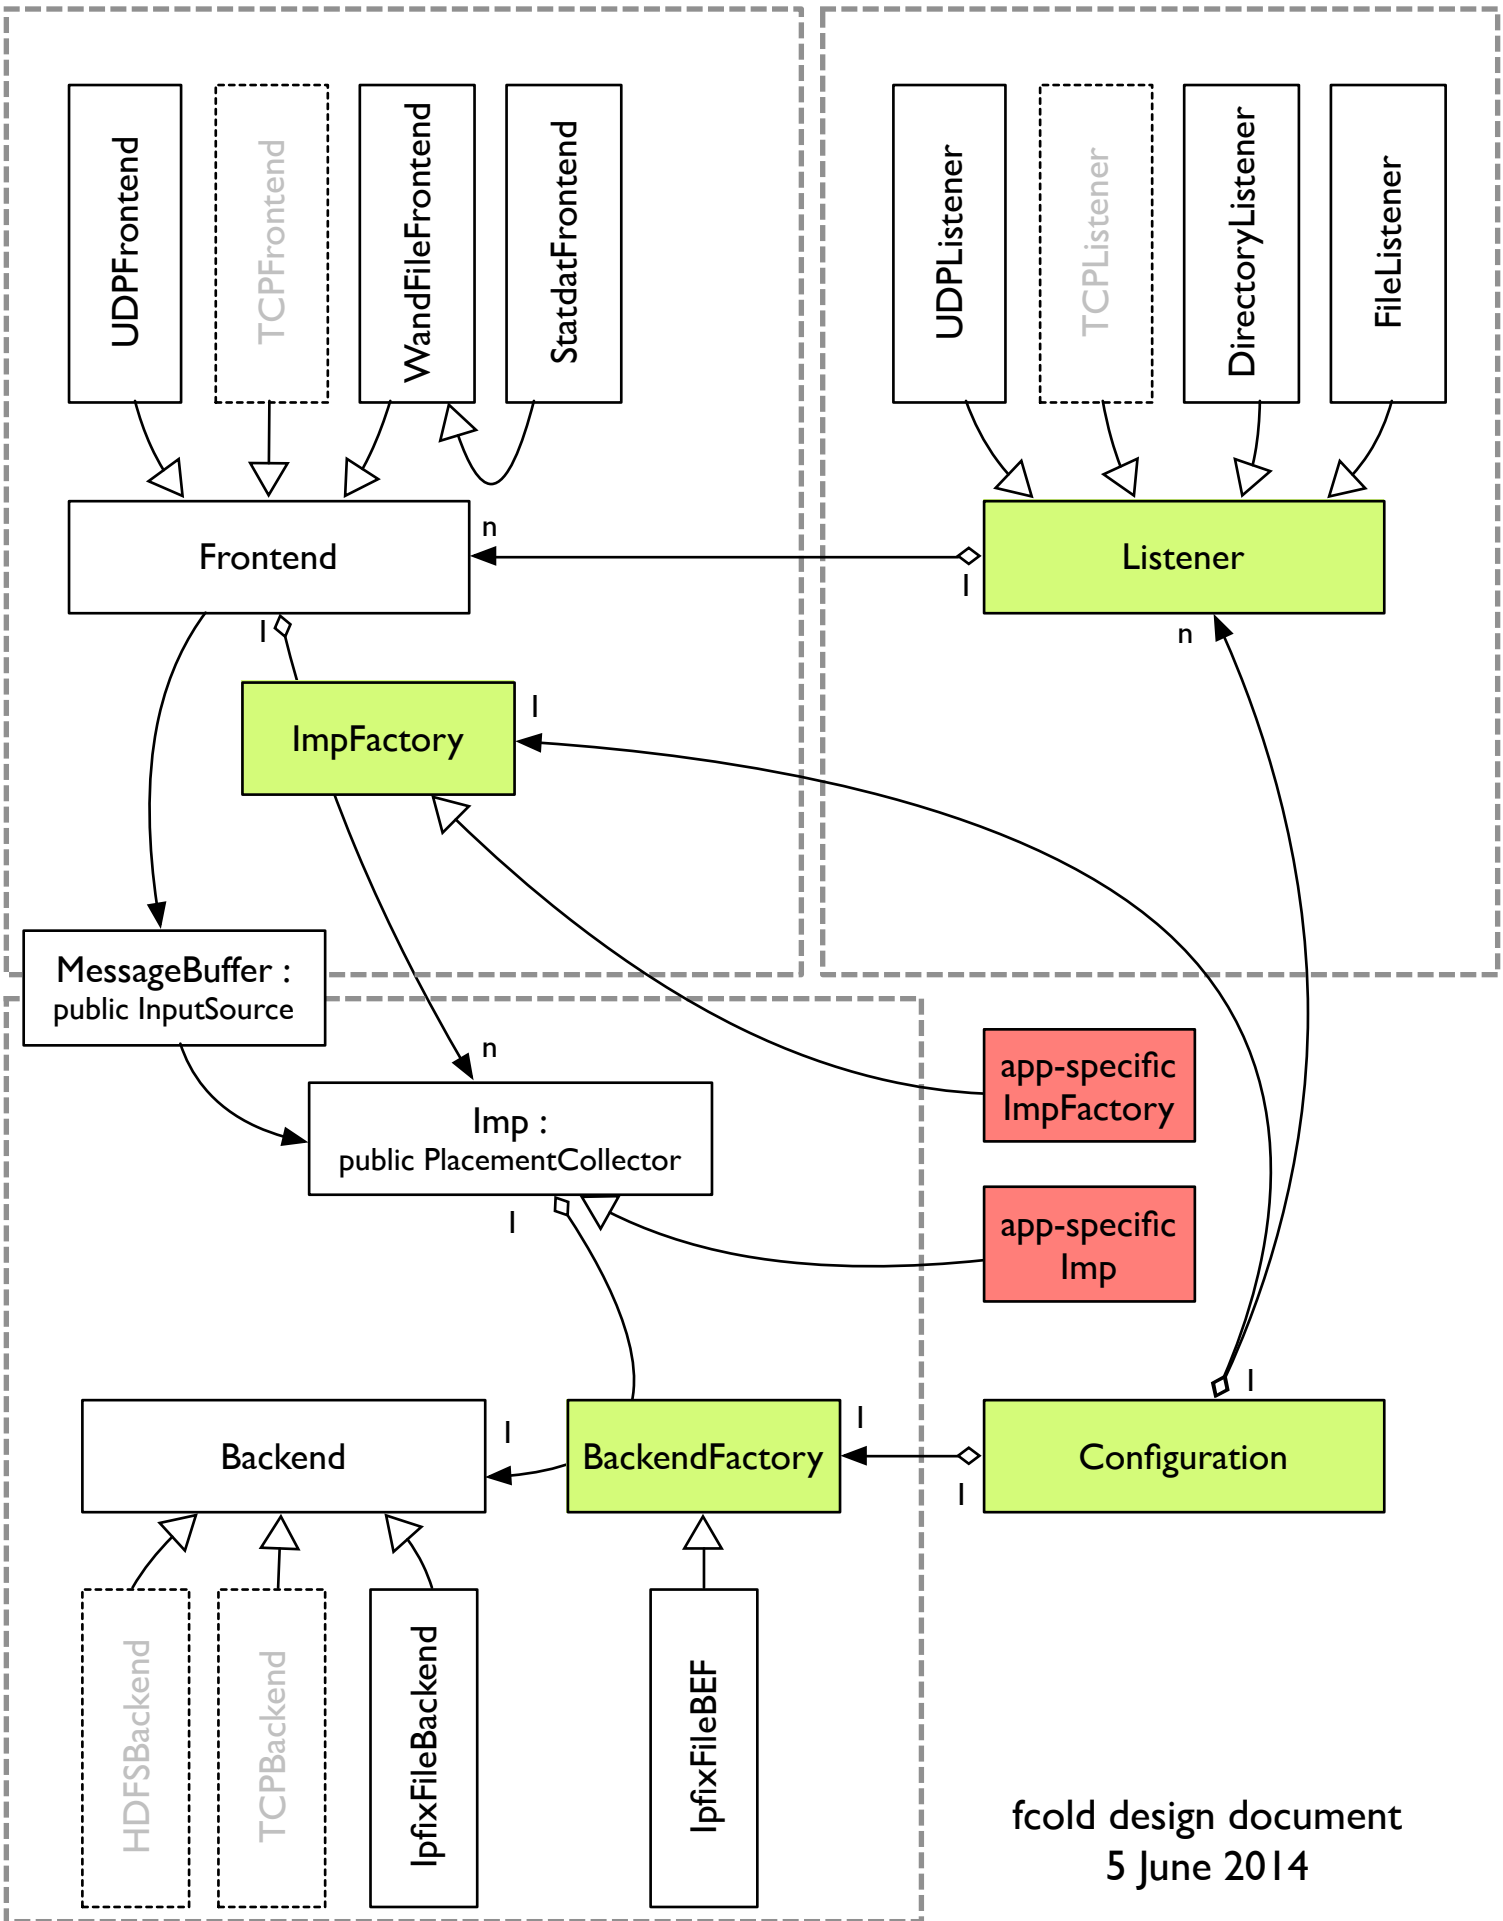 UDPFrontend
TCPFrontend
WandFileFrontend
StatdatFrontend
UDPListener
TCPListener
DirectoryListener
FileListener
Frontend
n
1
Listener
1
n
ImpFactory
1
MessageBuffer :
public InputSource
n
Imp :
public PlacementCollector
1
app-specific
ImpFactory
app-specific
Imp
Backend
1
BackendFactory
1
1
1
Configuration
HDFSBackend
TCPBackend
IpfixFileBackend
IpfixFileBEF
fcold design document
5 June 2014